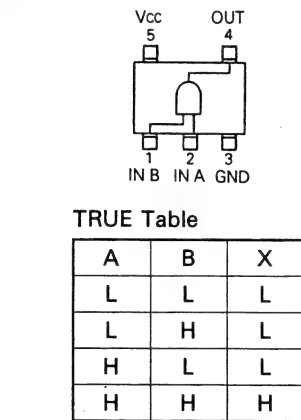 Vcc OUT
5 4
1 2 3
IN B IN A GND
TRUE Table
A B X
L L L
L H L
H L L
H H H